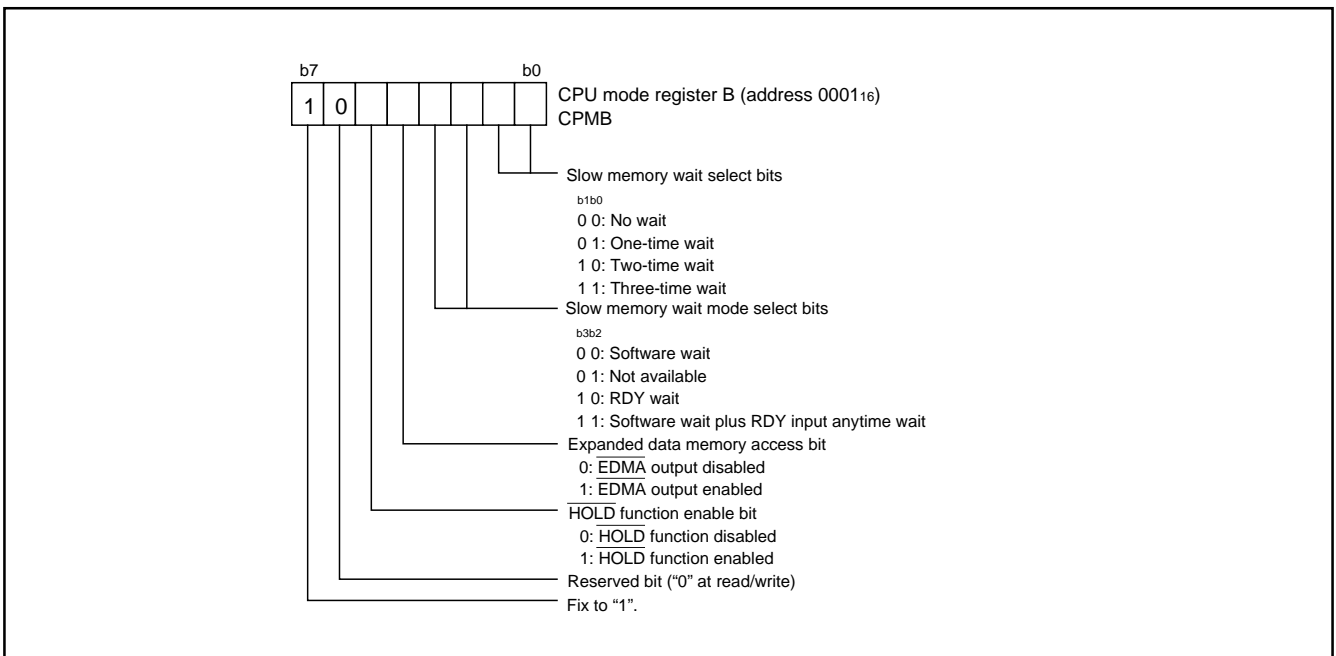 b7 b0
1 0
CPU mode register B (address 0001₁₆)
CPMB
Slow memory wait select bits
b1b0
0 0: No wait
0 1: One-time wait
1 0: Two-time wait
1 1: Three-time wait
Slow memory wait mode select bits
b3b2
0 0: Software wait
0 1: Not available
1 0: RDY wait
1 1: Software wait plus RDY input anytime wait
Expanded data memory access bit
0: EDMA output disabled
1: EDMA output enabled
HOLD function enable bit
0: HOLD function disabled
1: HOLD function enabled
Reserved bit (“0” at read/write)
Fix to “1”.